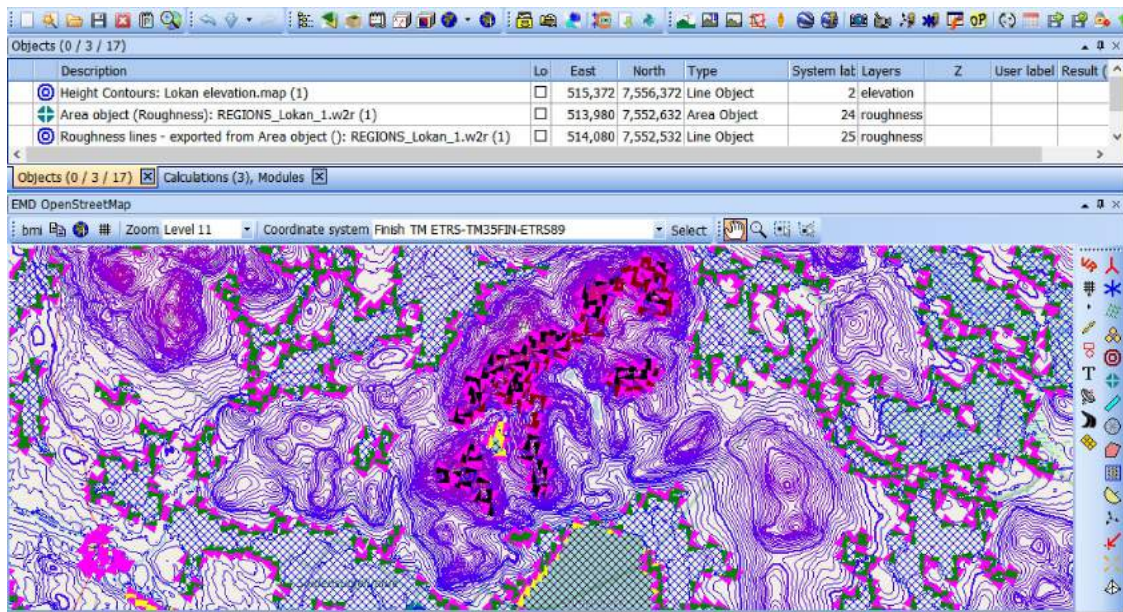 Objects (0 / 3 / 17)
Description Lo East North Type System lat Layers Z User label Result (
Height Contours: Lokan elevation.map (1) 515,372 7,556,372 Line Object 2 elevation
Area object (Roughness): REGIONS_Lokan_1.w2r (1) 513,980 7,552,632 Area Object 24 roughness
Roughness lines - exported from Area object (): REGIONS_Lokan_1.w2r (1) 514,080 7,552,532 Line Object 25 roughness
Objects (0 / 3 / 17) Calculations (3), Modules
EMD OpenStreetMap
bmi Zoom Level 11 Coordinate system Finish TM ETRS-TM35FIN-ETRS89 Select
T